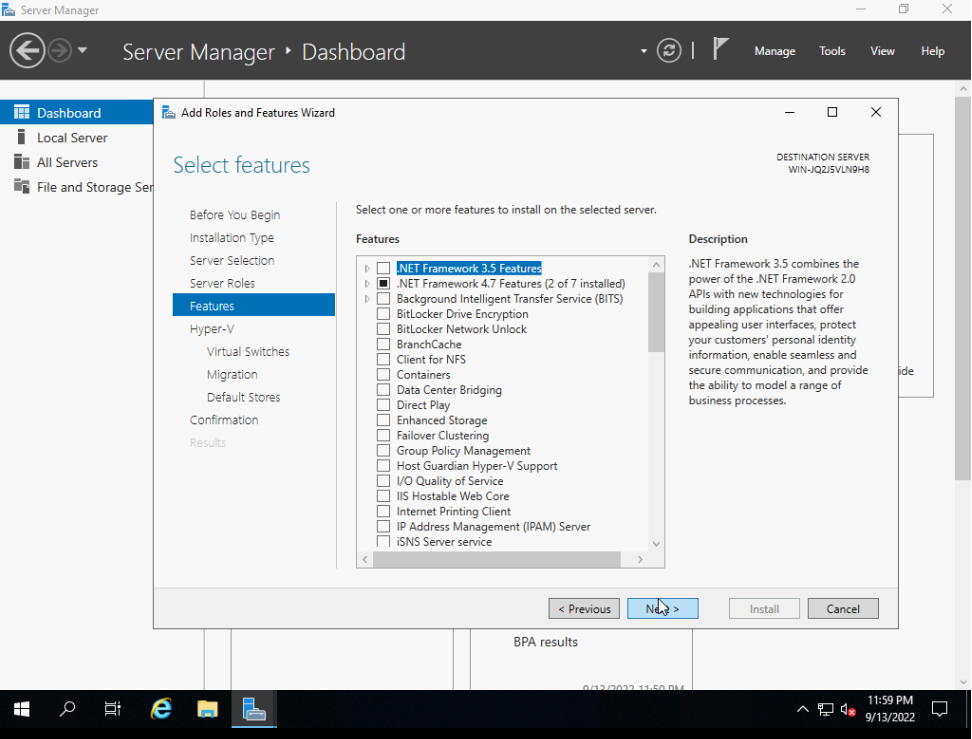 Server Manager
Server Manager ‣ Dashboard
Manage Tools View Help
Dashboard
Local Server
All Servers
File and Storage Ser
Add Roles and Features Wizard
Select features
DESTINATION SERVER
WIN-JQ2J5VLN9H8
Before You Begin
Installation Type
Server Selection
Server Roles
Features
Hyper-V
Virtual Switches
Migration
Default Stores
Confirmation
Results
Select one or more features to install on the selected server.
Features
.NET Framework 3.5 Features
.NET Framework 4.7 Features (2 of 7 installed)
Background Intelligent Transfer Service (BITS)
BitLocker Drive Encryption
BitLocker Network Unlock
BranchCache
Client for NFS
Containers
Data Center Bridging
Direct Play
Enhanced Storage
Failover Clustering
Group Policy Management
Host Guardian Hyper-V Support
I/O Quality of Service
IIS Hostable Web Core
Internet Printing Client
IP Address Management (IPAM) Server
iSNS Server service
Description
.NET Framework 3.5 combines the
power of the .NET Framework 2.0
APIs with new technologies for
building applications that offer
appealing user interfaces, protect
your customers' personal identity
information, enable seamless and
secure communication, and provide
the ability to model a range of
business processes.
ide
< Previous
Next >
Install
Cancel
BPA results
9/13/2022 11:50 PM
11:59 PM
9/13/2022